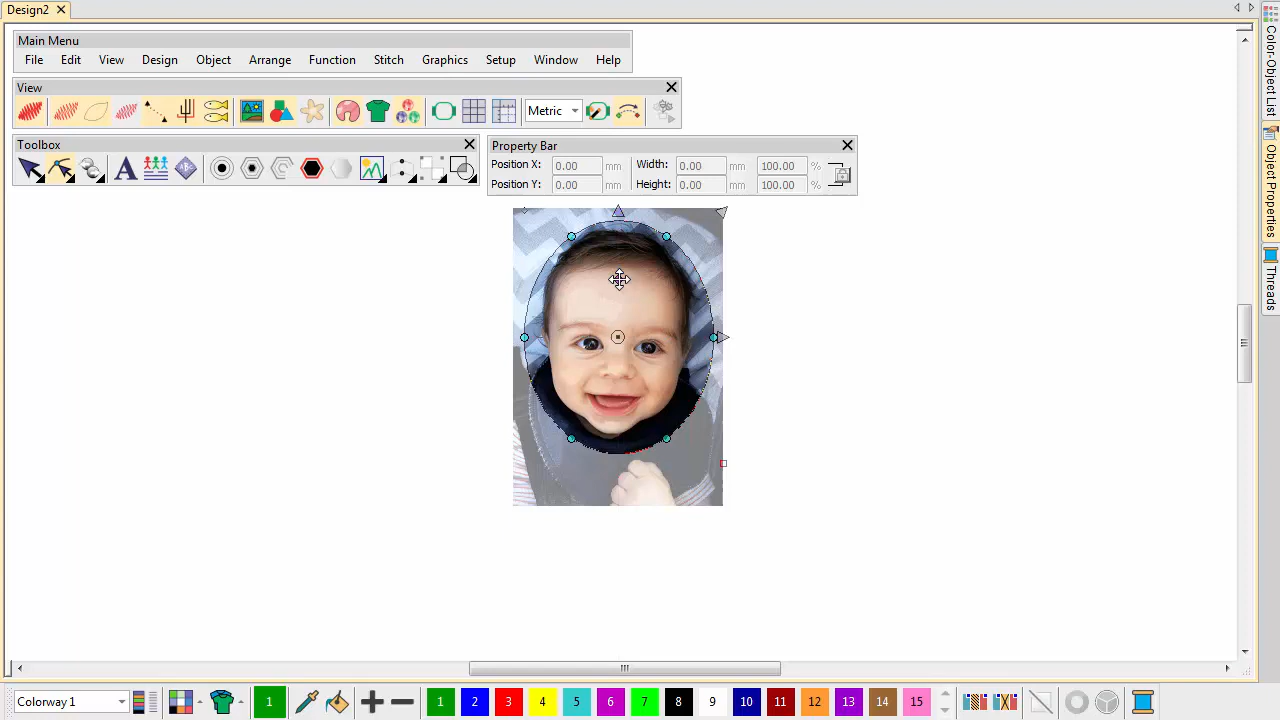 Design2
Main Menu
File Edit View Design Object Arrange Function Stitch Graphics Setup Window Help
View
Metric
Toolbox
Property Bar
Position X: 0.00 mm Width: 0.00 mm 100.00 %
Position Y: 0.00 mm Height: 0.00 mm 100.00 %
Color-Object List
Object Properties
Threads
Colorway 1
1
1 2 3 4 5 6 7 8 9 10 11 12 13 14 15